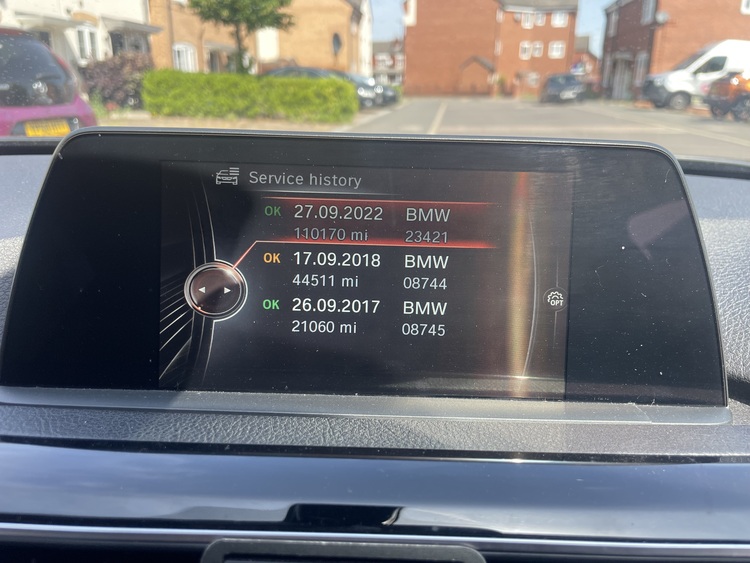 Service history
OK 27.09.2022 BMW
110170 mi 23421
OK 17.09.2018 BMW
44511 mi 08744
OK 26.09.2017 BMW
21060 mi 08745
OPT